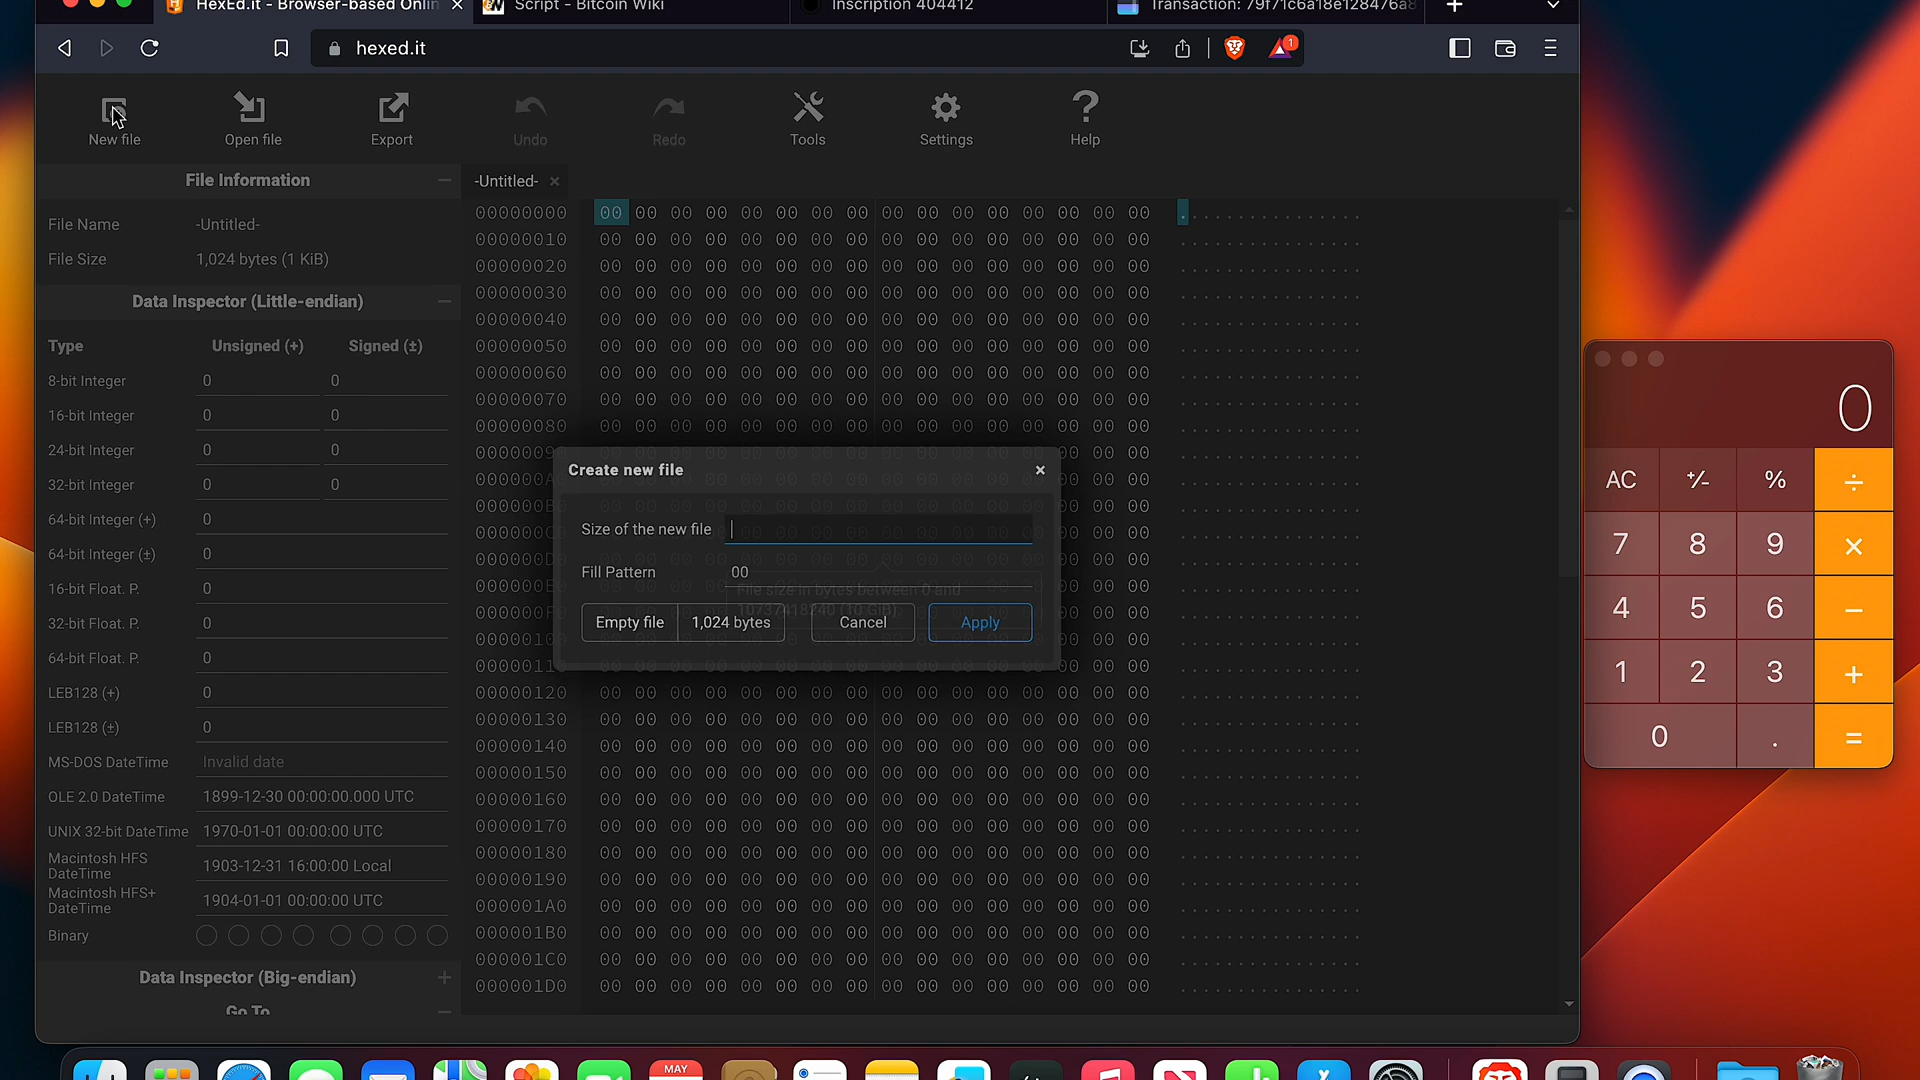 HexEd.it - Browser-based Onlin
Script - Bitcoin Wiki
Inscription 404412
Transaction: 79f71c6a18e128476a8
hexed.it
1
New file
Open file
Export
Undo
Redo
Tools
Settings
Help
File Information
File Name -Untitled-
File Size 1,024 bytes (1 KiB)
Data Inspector (Little-endian)
Type Unsigned (+) Signed (±)
8-bit Integer 0 0
16-bit Integer 0 0
24-bit Integer 0 0
32-bit Integer 0 0
64-bit Integer (+) 0
64-bit Integer (±) 0
16-bit Float. P. 0
32-bit Float. P. 0
64-bit Float. P. 0
LEB128 (+) 0
LEB128 (±) 0
MS-DOS DateTime Invalid date
OLE 2.0 DateTime 1899-12-30 00:00:00.000 UTC
UNIX 32-bit DateTime 1970-01-01 00:00:00 UTC
Macintosh HFS
DateTime 1903-12-31 16:00:00 Local
Macintosh HFS+
DateTime 1904-01-01 00:00:00 UTC
Binary
Data Inspector (Big-endian)
Go To
-Untitled-
00000000 00 00 00 00 00 00 00 00 00 00 00 00 00 00 00 00 ................
00000010 00 00 00 00 00 00 00 00 00 00 00 00 00 00 00 00 ................
00000020 00 00 00 00 00 00 00 00 00 00 00 00 00 00 00 00 ................
00000030 00 00 00 00 00 00 00 00 00 00 00 00 00 00 00 00 ................
00000040 00 00 00 00 00 00 00 00 00 00 00 00 00 00 00 00 ................
00000050 00 00 00 00 00 00 00 00 00 00 00 00 00 00 00 00 ................
00000060 00 00 00 00 00 00 00 00 00 00 00 00 00 00 00 00 ................
00000070 00 00 00 00 00 00 00 00 00 00 00 00 00 00 00 00 ................
00000080 00 00 00 00 00 00 00 00 00 00 00 00 00 00 00 00 ................
Create new file
Size of the new file
Fill Pattern 00
File size in bytes between 0 and
10737418240 (10 GiB).
Empty file 1,024 bytes Cancel Apply
00000120 00 00 00 00 00 00 00 00 00 00 00 00 00 00 00 00 ................
00000130 00 00 00 00 00 00 00 00 00 00 00 00 00 00 00 00 ................
00000140 00 00 00 00 00 00 00 00 00 00 00 00 00 00 00 00 ................
00000150 00 00 00 00 00 00 00 00 00 00 00 00 00 00 00 00 ................
00000160 00 00 00 00 00 00 00 00 00 00 00 00 00 00 00 00 ................
00000170 00 00 00 00 00 00 00 00 00 00 00 00 00 00 00 00 ................
00000180 00 00 00 00 00 00 00 00 00 00 00 00 00 00 00 00 ................
00000190 00 00 00 00 00 00 00 00 00 00 00 00 00 00 00 00 ................
000001A0 00 00 00 00 00 00 00 00 00 00 00 00 00 00 00 00 ................
000001B0 00 00 00 00 00 00 00 00 00 00 00 00 00 00 00 00 ................
000001C0 00 00 00 00 00 00 00 00 00 00 00 00 00 00 00 00 ................
000001D0 00 00 00 00 00 00 00 00 00 00 00 00 00 00 00 00 ................
0
AC +/- % ÷
7 8 9 ×
4 5 6 −
1 2 3 +
0 . =
MAY